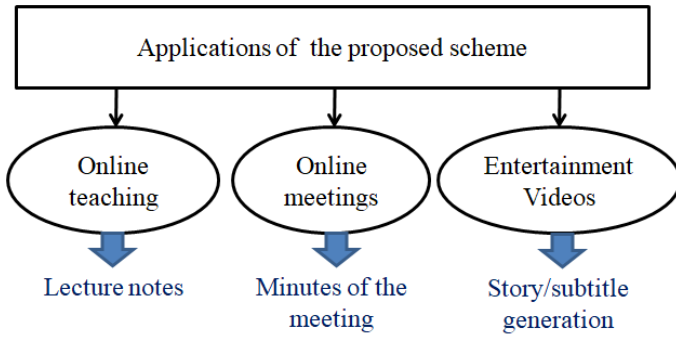 Applications of the proposed scheme
Online
teaching
Online
meetings
Entertainment
Videos
Lecture notes
Minutes of the
meeting
Story/subtitle
generation